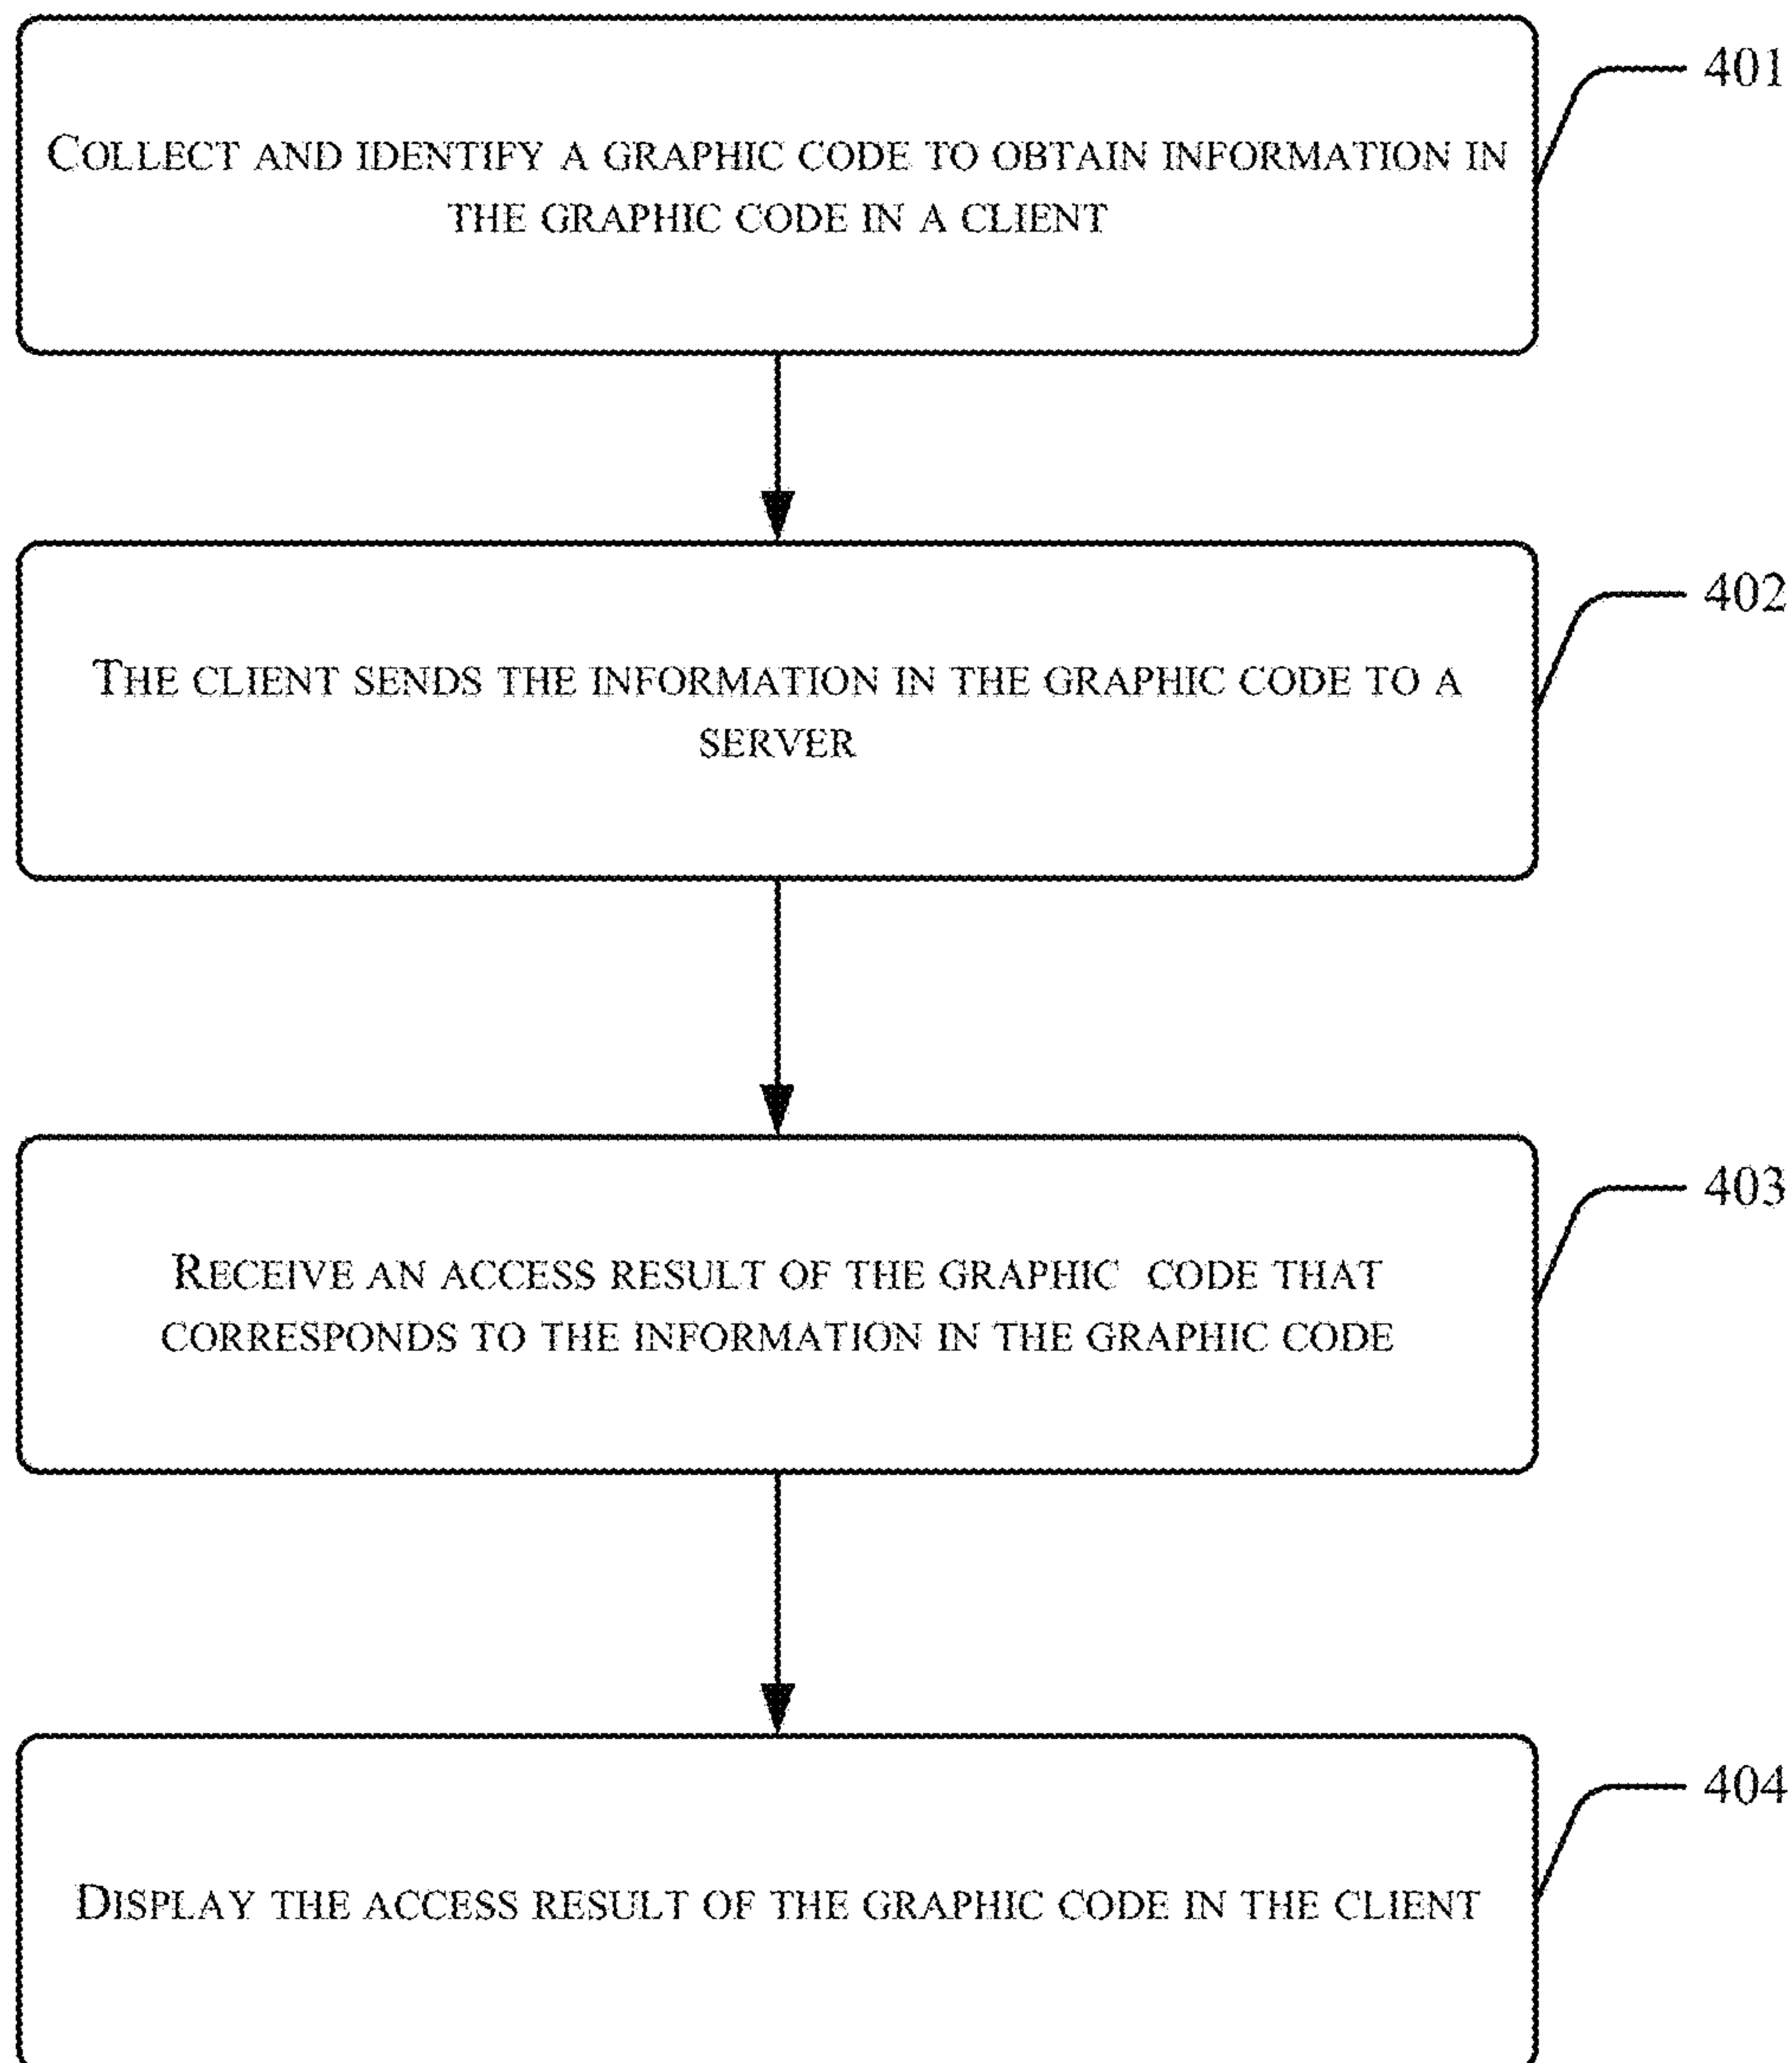 COLLECT AND IDENTIFY A GRAPHIC CODE TO OBTAIN INFORMATION IN
THE GRAPHIC CODE IN A CLIENT
401
THE CLIENT SENDS THE INFORMATION IN THE GRAPHIC CODE TO A
SERVER
402
RECEIVE AN ACCESS RESULT OF THE GRAPHIC CODE THAT
CORRESPONDS TO THE INFORMATION IN THE GRAPHIC CODE
403
DISPLAY THE ACCESS RESULT OF THE GRAPHIC CODE IN THE CLIENT
404